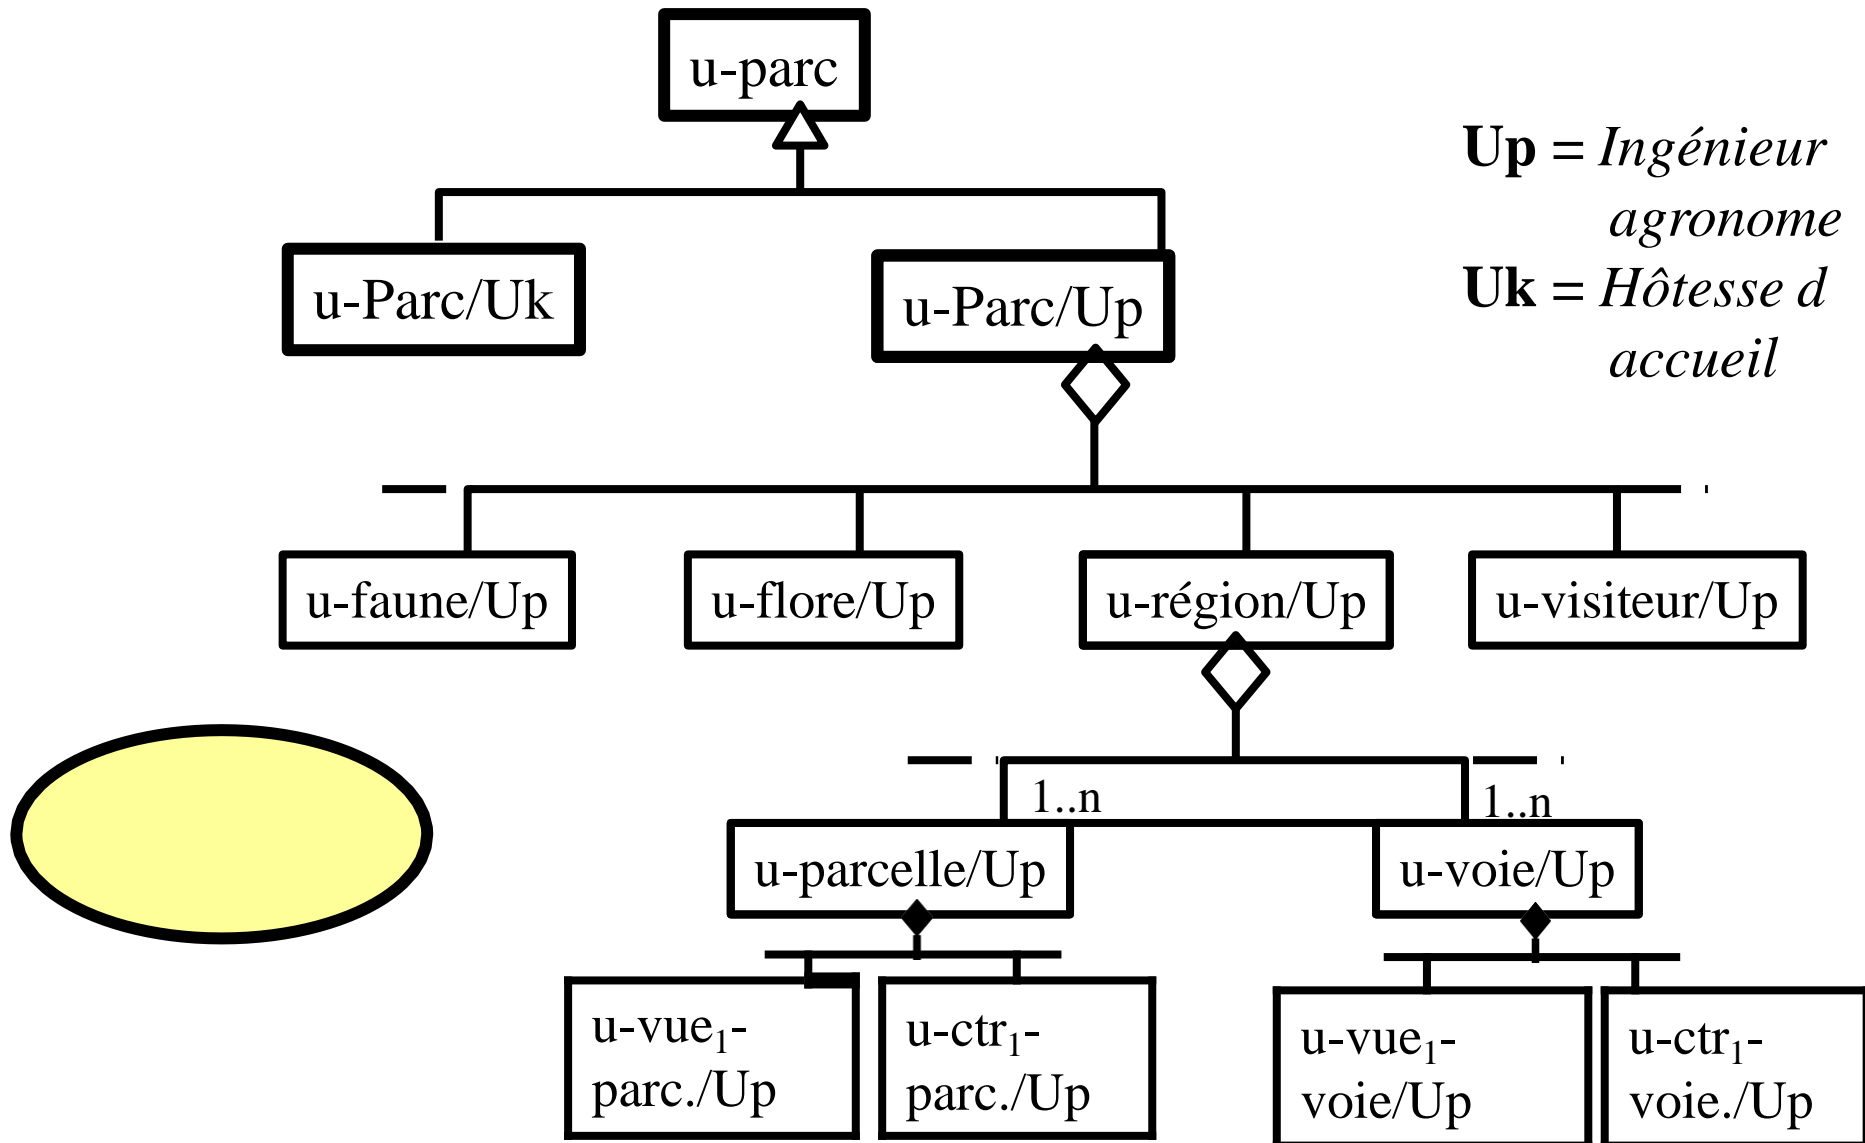 u-parc
Up = Ingénieur
agronome
Uk = Hôtesse d
accueil
u-Parc/Uk
u-Parc/Up
u-faune/Up
u-flore/Up
u-région/Up
u-visiteur/Up
1..n
1..n
u-parcelle/Up
u-voie/Up
u-vue₁-
parc./Up
u-ctr₁-
parc./Up
u-vue₁-
voie/Up
u-ctr₁-
voie./Up